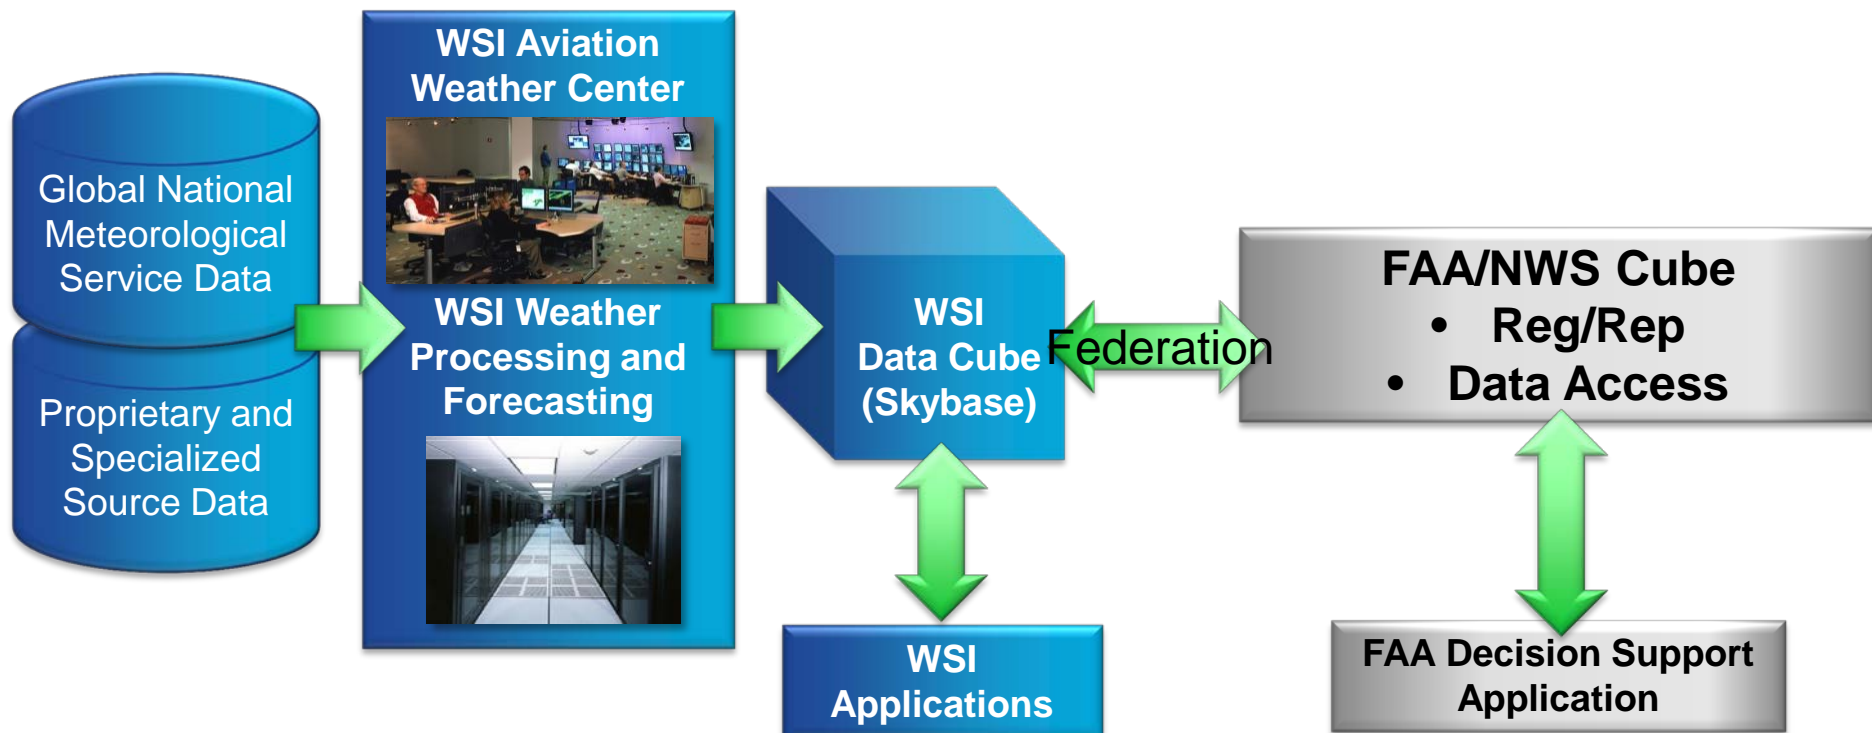 Global National
Meteorological
Service Data
Proprietary and
Specialized
Source Data
WSI Aviation
Weather Center
WSI Weather
Processing and
Forecasting
WSI
Data Cube
(Skybase)
Federation
FAA/NWS Cube
• Reg/Rep
• Data Access
WSI
Applications
FAA Decision Support
Application